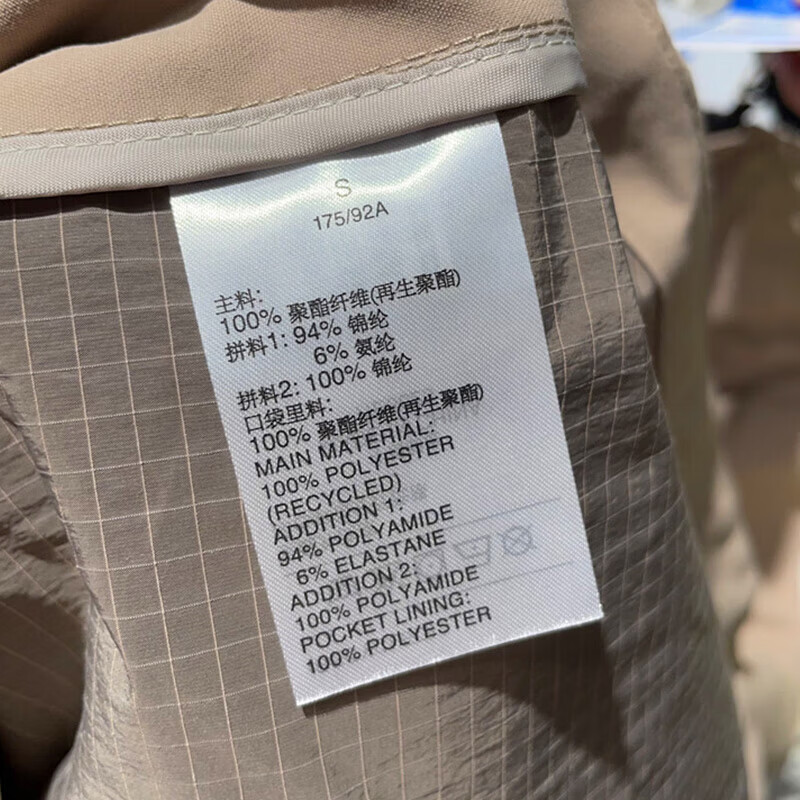 S
175/92A
主料:
100% 聚酯纤维(再生聚酯)
拼料1: 94% 锦纶
6% 氨纶
拼料2: 100% 锦纶
口袋里料:
100% 聚酯纤维(再生聚酯)
MAIN MATERIAL:
100% POLYESTER
(RECYCLED)
ADDITION 1:
94% POLYAMIDE
6% ELASTANE
ADDITION 2:
100% POLYAMIDE
POCKET LINING:
100% POLYESTER